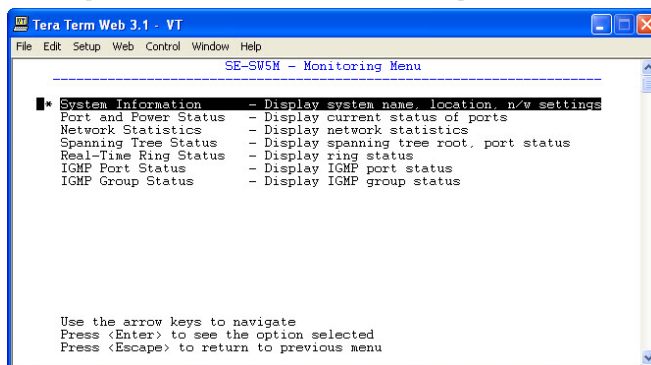 Tera Term Web 3.1 - VT
File Edit Setup Web Control Window Help
SE-SW5M - Monitoring Menu
* System Information - Display system name, location, n/w settings
Port and Power Status - Display current status of ports
Network Statistics - Display network statistics
Spanning Tree Status - Display spanning tree root, port status
Real-Time Ring Status - Display ring status
IGMP Port Status - Display IGMP port status
IGMP Group Status - Display IGMP group status
Use the arrow keys to navigate
Press <Enter> to see the option selected
Press <Escape> to return to previous menu